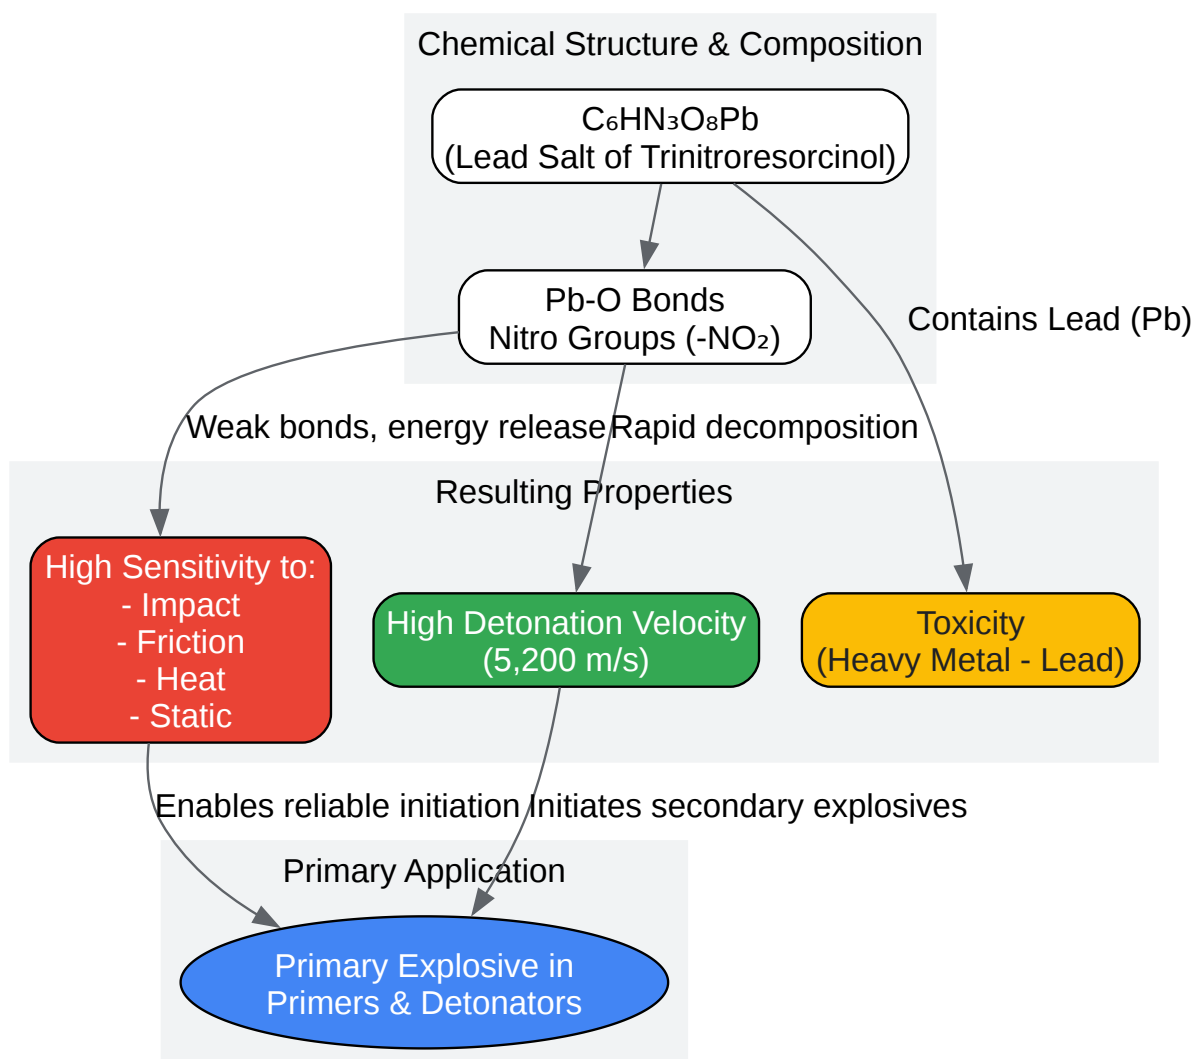 Chemical Structure & Composition
C₆HN₃O₈Pb
(Lead Salt of Trinitroresorcinol)
Pb-O Bonds
Nitro Groups (-NO₂)
Contains Lead (Pb)
Weak bonds, energy release
Rapid decomposition
Resulting Properties
High Sensitivity to:
- Impact
- Friction
- Heat
- Static
High Detonation Velocity
(5,200 m/s)
Toxicity
(Heavy Metal - Lead)
Enables reliable initiation
Initiates secondary explosives
Primary Application
Primary Explosive in
Primers & Detonators